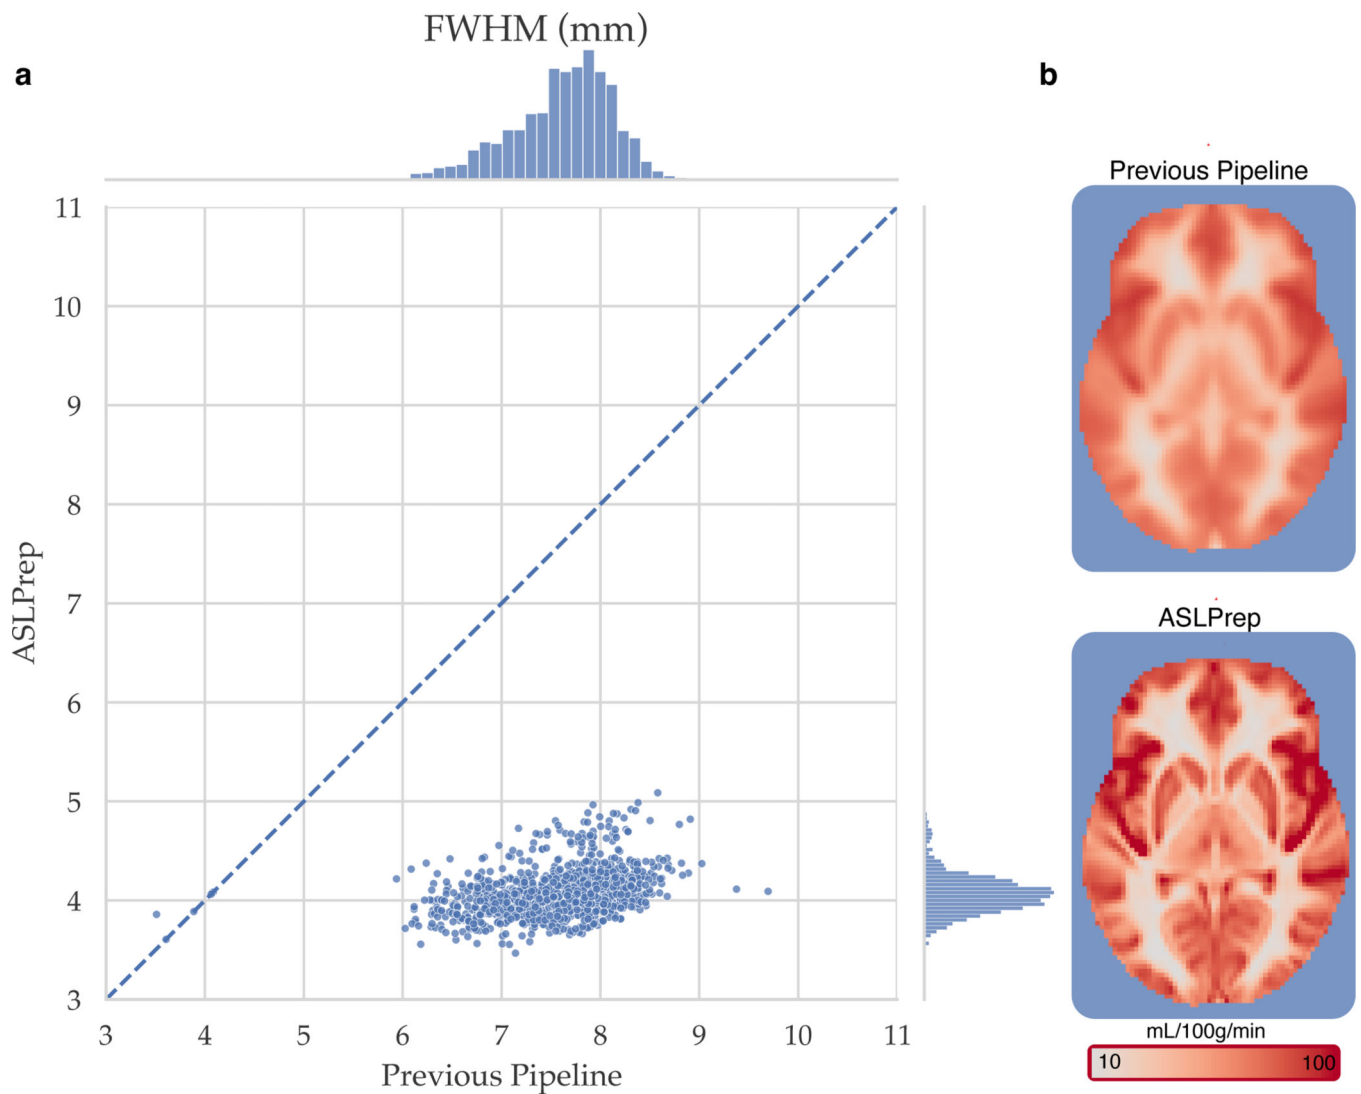 FWHM (mm)
a
b
Previous Pipeline
11
10
9
8
7
6
5
4
3
ASLPrep
3 4 5 6 7 8 9 10 11
Previous Pipeline
ASLPrep
mL/100g/min
10 100